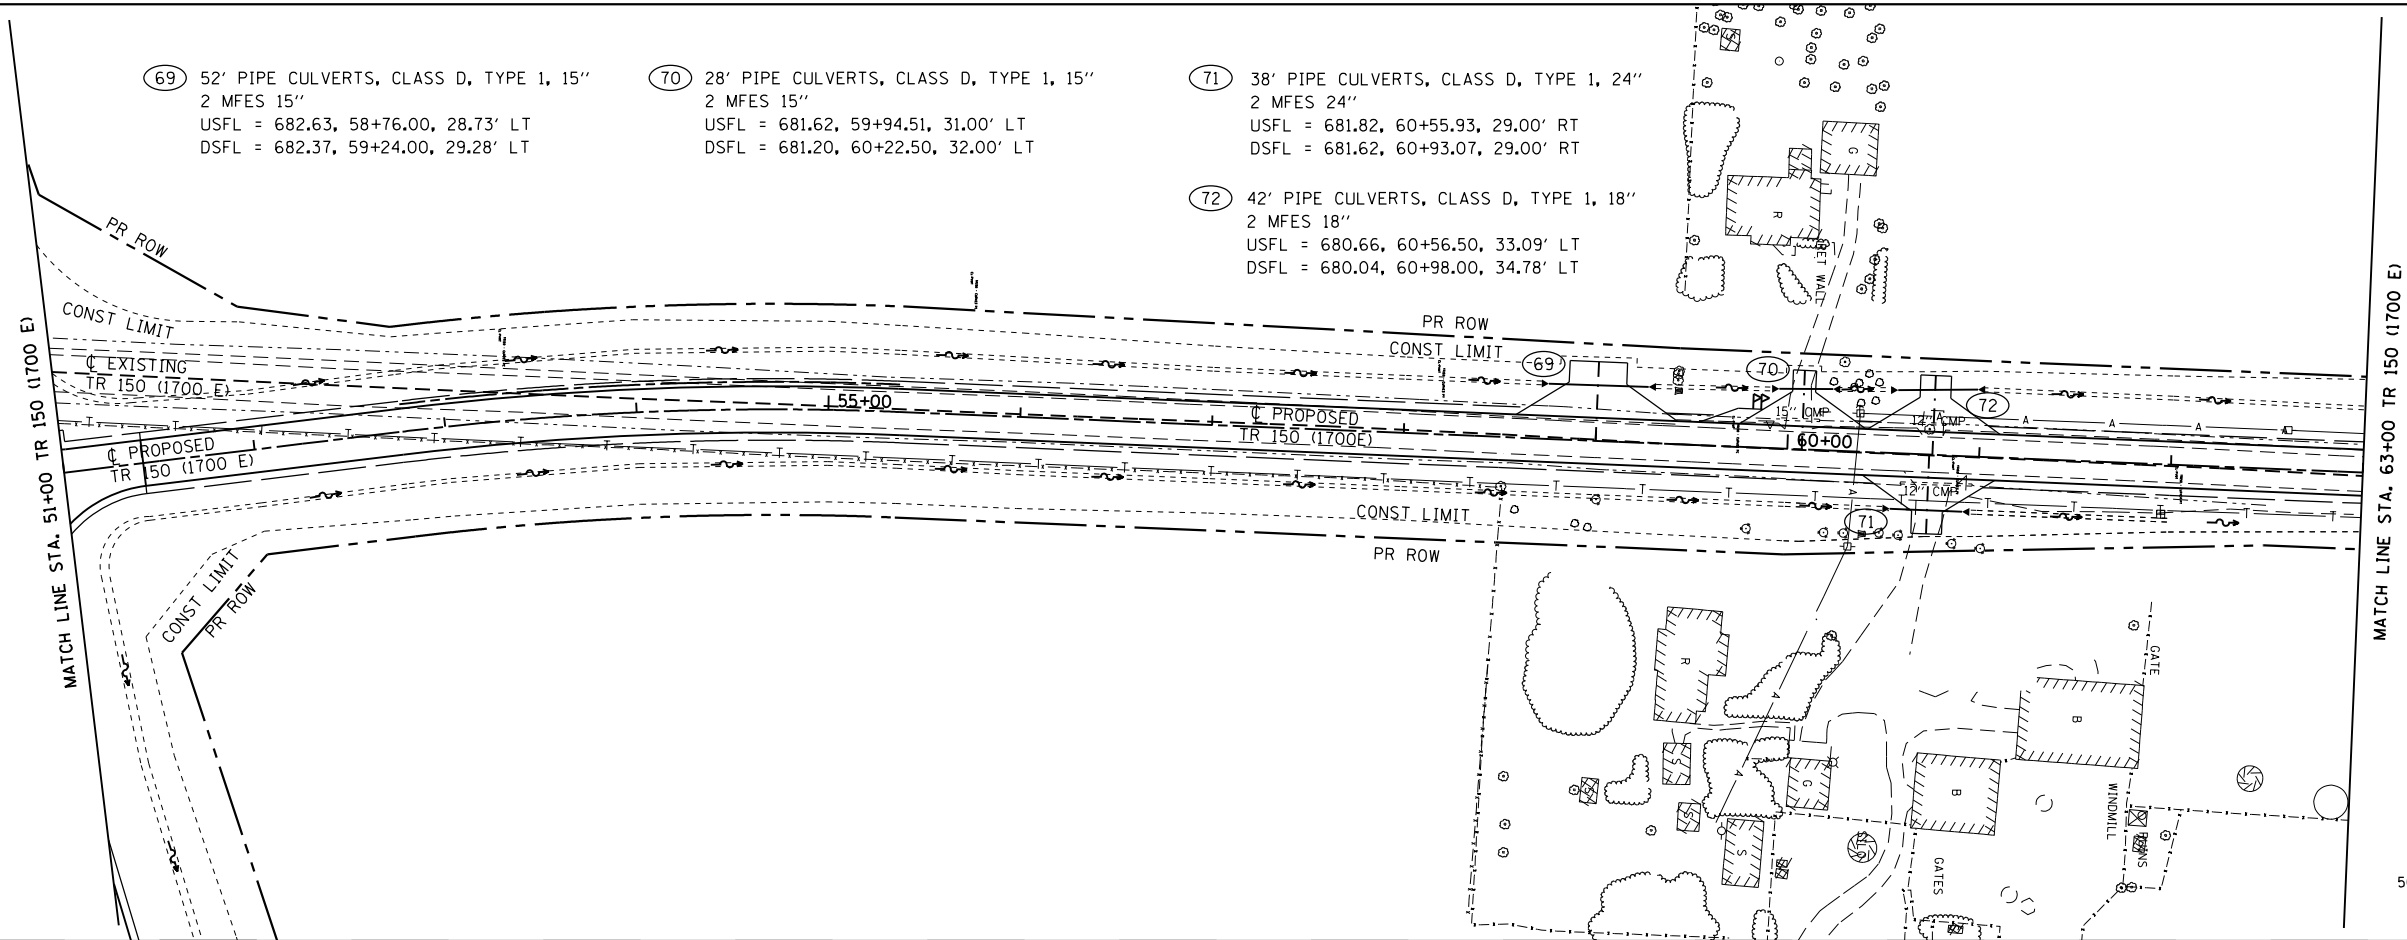 69 52' PIPE CULVERTS, CLASS D, TYPE 1, 15''
2 MFES 15''
USFL = 682.63, 58+76.00, 28.73' LT
DSFL = 682.37, 59+24.00, 29.28' LT
70 28' PIPE CULVERTS, CLASS D, TYPE 1, 15''
2 MFES 15''
USFL = 681.62, 59+94.51, 31.00' LT
DSFL = 681.20, 60+22.50, 32.00' LT
71 38' PIPE CULVERTS, CLASS D, TYPE 1, 24''
2 MFES 24''
USFL = 681.82, 60+55.93, 29.00' RT
DSFL = 681.62, 60+93.07, 29.00' RT
72 42' PIPE CULVERTS, CLASS D, TYPE 1, 18''
2 MFES 18''
USFL = 680.66, 60+56.50, 33.09' LT
DSFL = 680.04, 60+98.00, 34.78' LT
S
G
R
RET WALL
PR ROW
CONST LIMIT
℄ EXISTING
TR 150 (1700 E)
PR ROW
CONST LIMIT
69
70
72
55+00
℄ PROPOSED
TR 150 (1700E)
15'' CMP
60+00
℄ PROPOSED
TR 150 (1700 E)
12'' CMP
71
CONST LIMIT
PR ROW
CONST LIMIT
PR ROW
MATCH LINE STA. 51+00 TR 150 (1700 E)
MATCH LINE STA. 63+00 TR 150 (1700 E)
R
GATE
B
S
G
B
S
S
S
SILO
WINDMILL
GATES